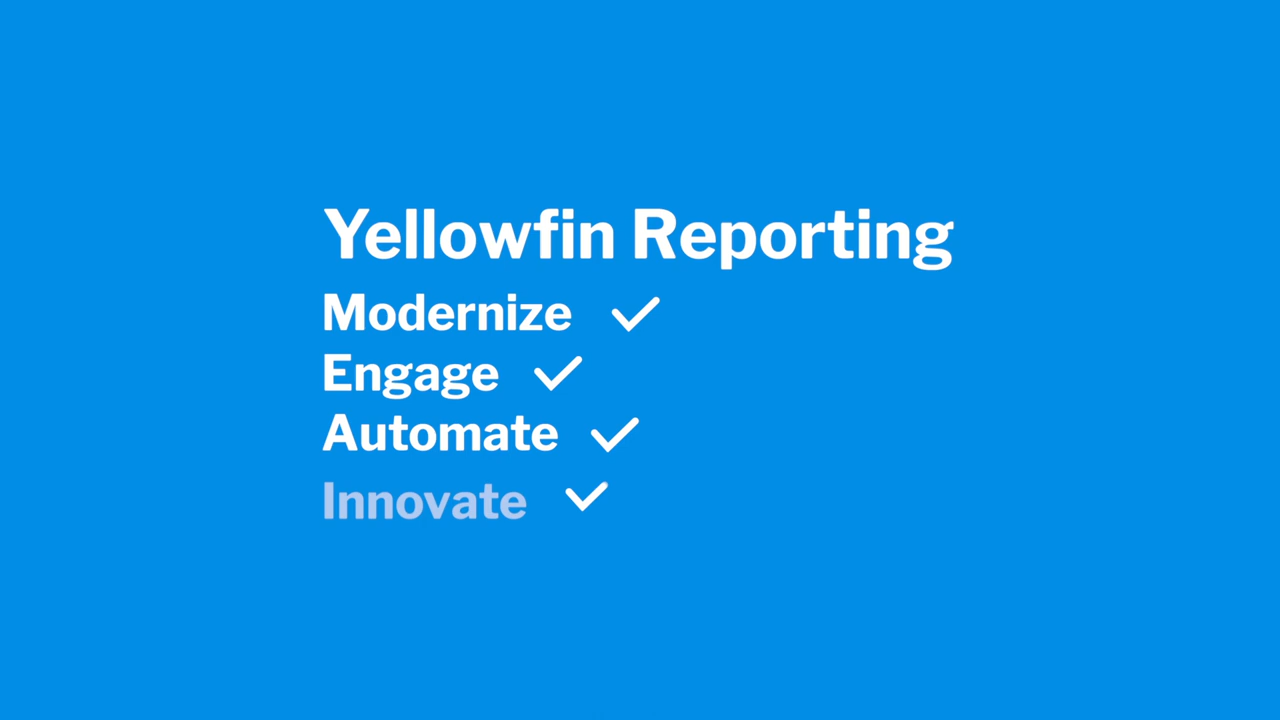 Yellowfin Reporting
Modernize
Engage
Automate
Innovate